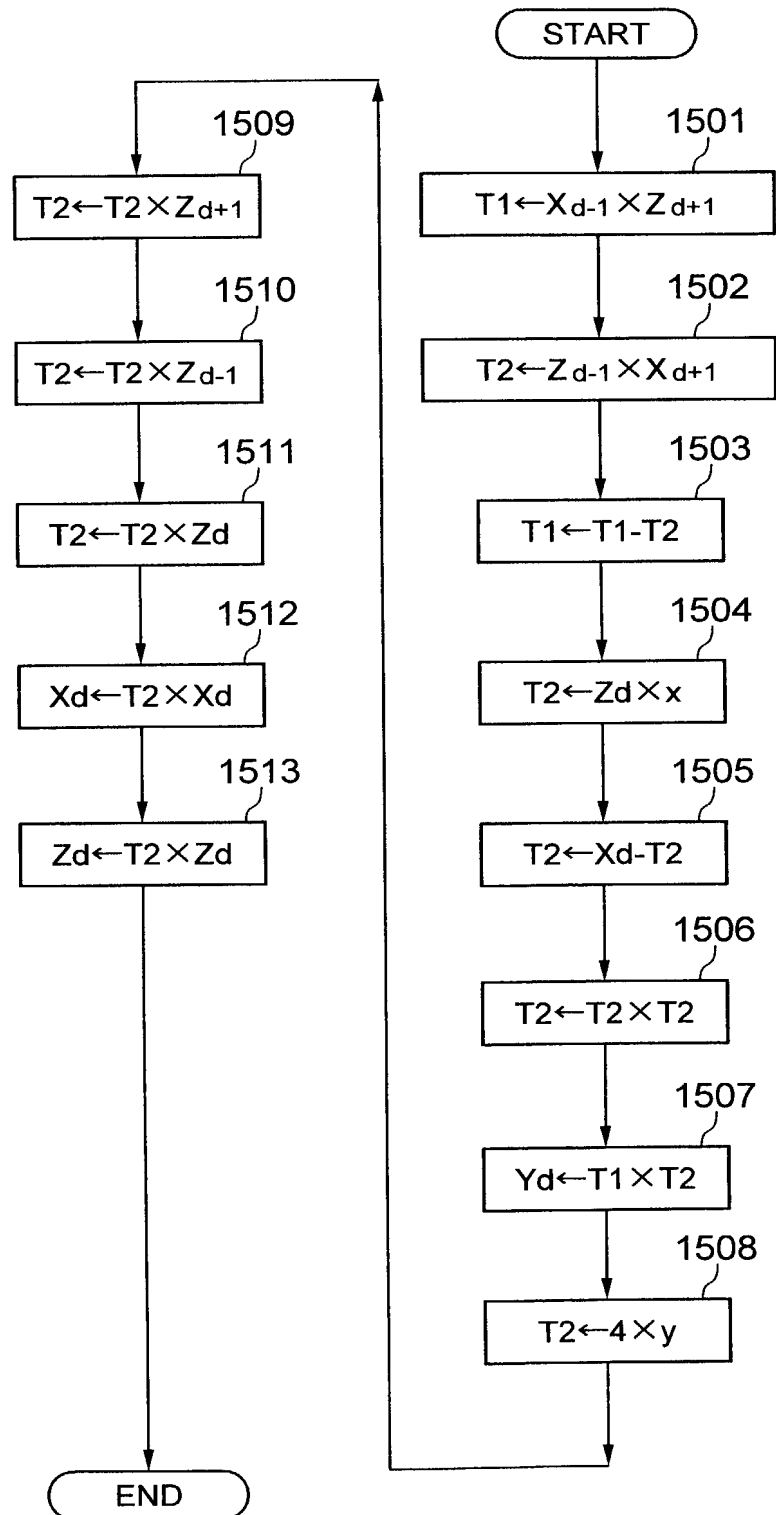 START
1501
T1←Xd-1×Zd+1
1502
T2←Zd-1×Xd+1
1503
T1←T1-T2
1504
T2←Zd×x
1505
T2←Xd-T2
1506
T2←T2×T2
1507
Yd←T1×T2
1508
T2←4×y
1509
T2←T2×Zd+1
1510
T2←T2×Zd-1
1511
T2←T2×Zd
1512
Xd←T2×Xd
1513
Zd←T2×Zd
END